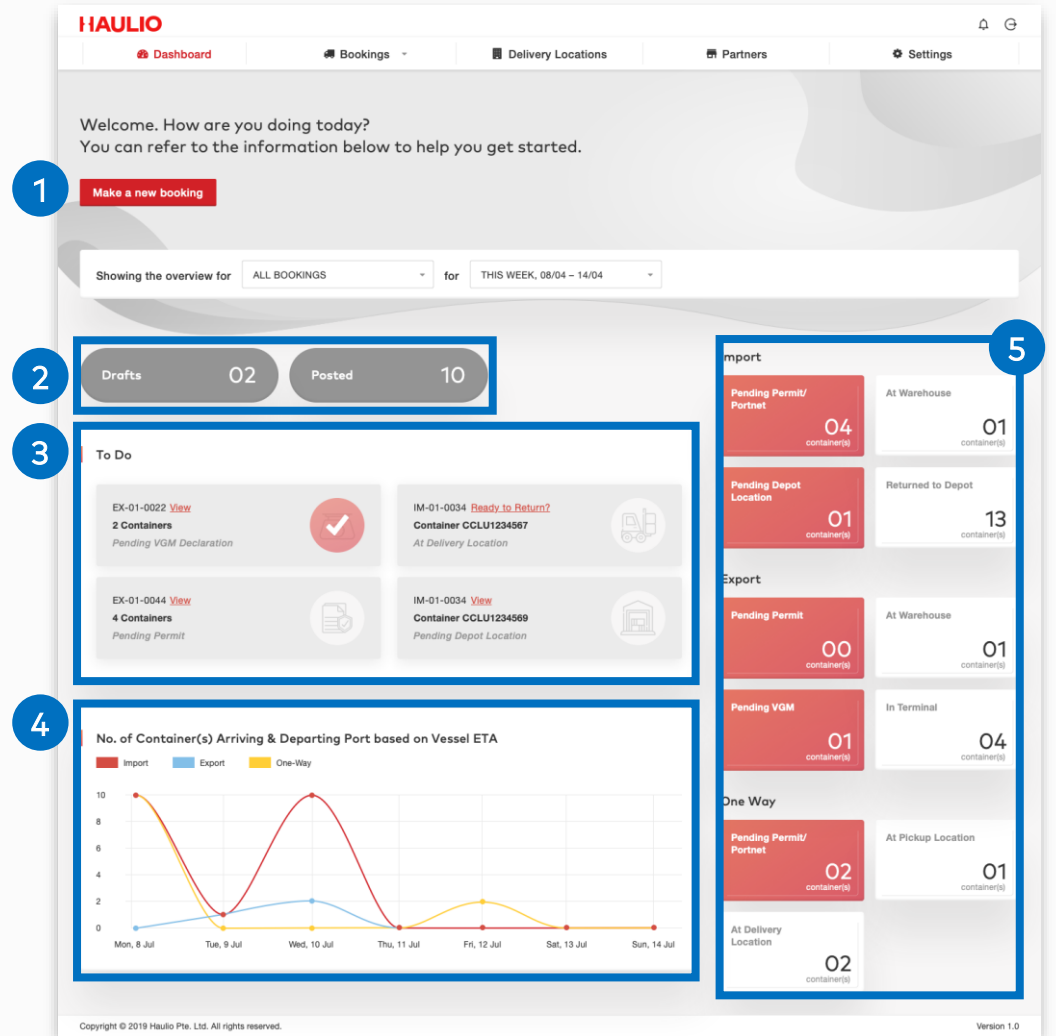 HAULIO
Dashboard
Bookings
Delivery Locations
Partners
Settings
Welcome. How are you doing today?
You can refer to the information below to help you get started.
1
Make a new booking
Showing the overview for
ALL BOOKINGS
for
THIS WEEK, 08/04 – 14/04
2
Drafts 02
Posted 10
3
To Do
EX-01-0022 View
2 Containers
Pending VGM Declaration
IM-01-0034 Ready to Return?
Container CCLU1234567
At Delivery Location
EX-01-0044 View
4 Containers
Pending Permit
IM-01-0034 View
Container CCLU1234569
Pending Depot Location
4
No. of Container(s) Arriving & Departing Port based on Vessel ETA
Import Export One-Way
10
8
6
4
2
0
Mon, 8 Jul Tue, 9 Jul Wed, 10 Jul Thu, 11 Jul Fri, 12 Jul Sat, 13 Jul Sun, 14 Jul
5
Import
Pending Permit/
Portnet
04
container(s)
At Warehouse
01
container(s)
Pending Depot
Location
01
container(s)
Returned to Depot
13
container(s)
Export
Pending Permit
00
container(s)
At Warehouse
01
container(s)
Pending VGM
01
container(s)
In Terminal
04
container(s)
One Way
Pending Permit/
Portnet
02
container(s)
At Pickup Location
01
container(s)
At Delivery
Location
02
container(s)
Copyright © 2019 Haulio Pte. Ltd. All rights reserved.
Version 1.0